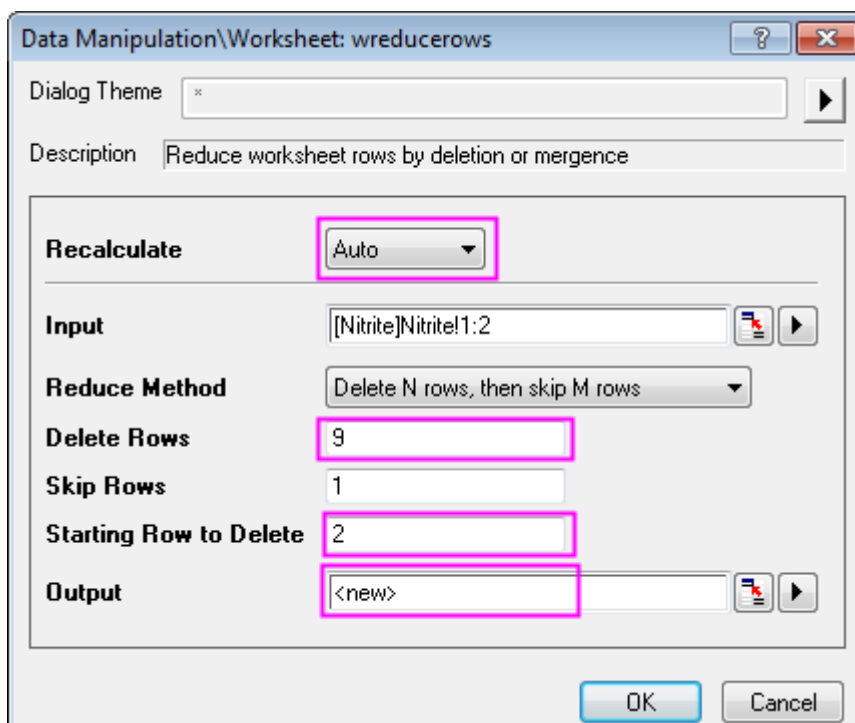 Data Manipulation\Worksheet: wreducerows
Dialog Theme *
Description Reduce worksheet rows by deletion or mergence
Recalculate Auto
Input [Nitrite]Nitrite!1:2
Reduce Method Delete N rows, then skip M rows
Delete Rows 9
Skip Rows 1
Starting Row to Delete 2
Output <new>
OK Cancel